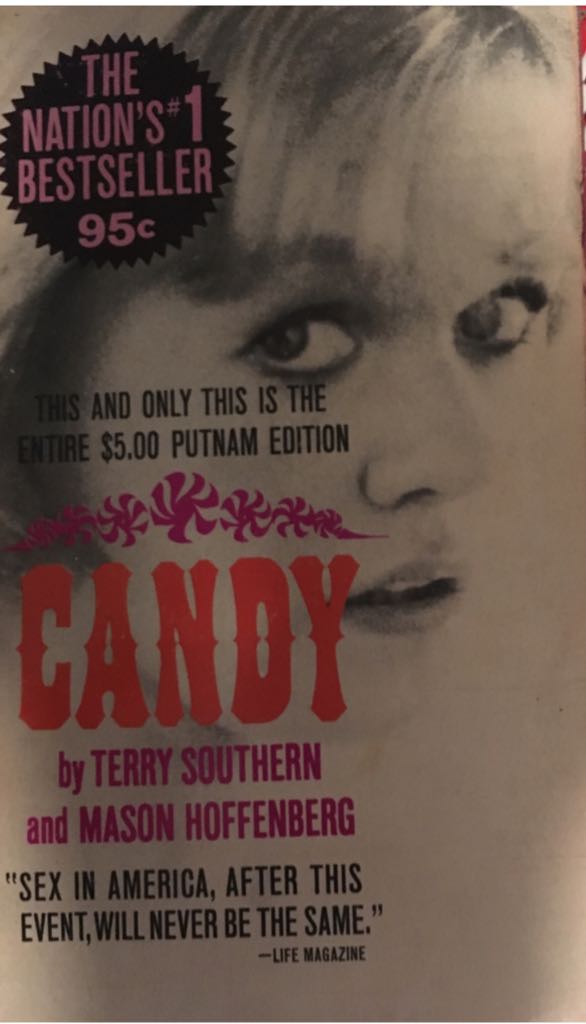 THE
NATION'S #1
BESTSELLER
95c
THIS AND ONLY THIS IS THE
ENTIRE $5.00 PUTNAM EDITION
CANDY
by TERRY SOUTHERN
and MASON HOFFENBERG
"SEX IN AMERICA, AFTER THIS
EVENT, WILL NEVER BE THE SAME."
—LIFE MAGAZINE